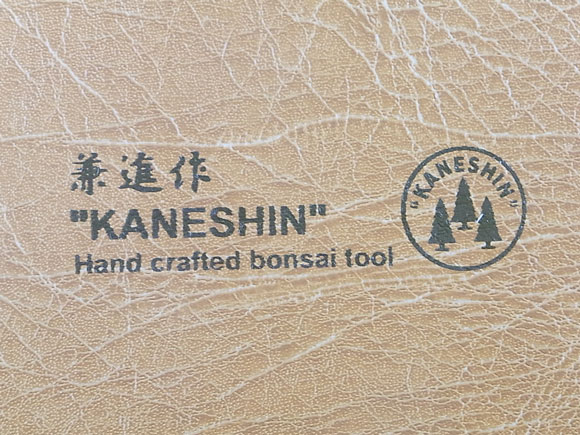 兼進作
"KANESHIN"
Hand crafted bonsai tool
"KANESHIN"